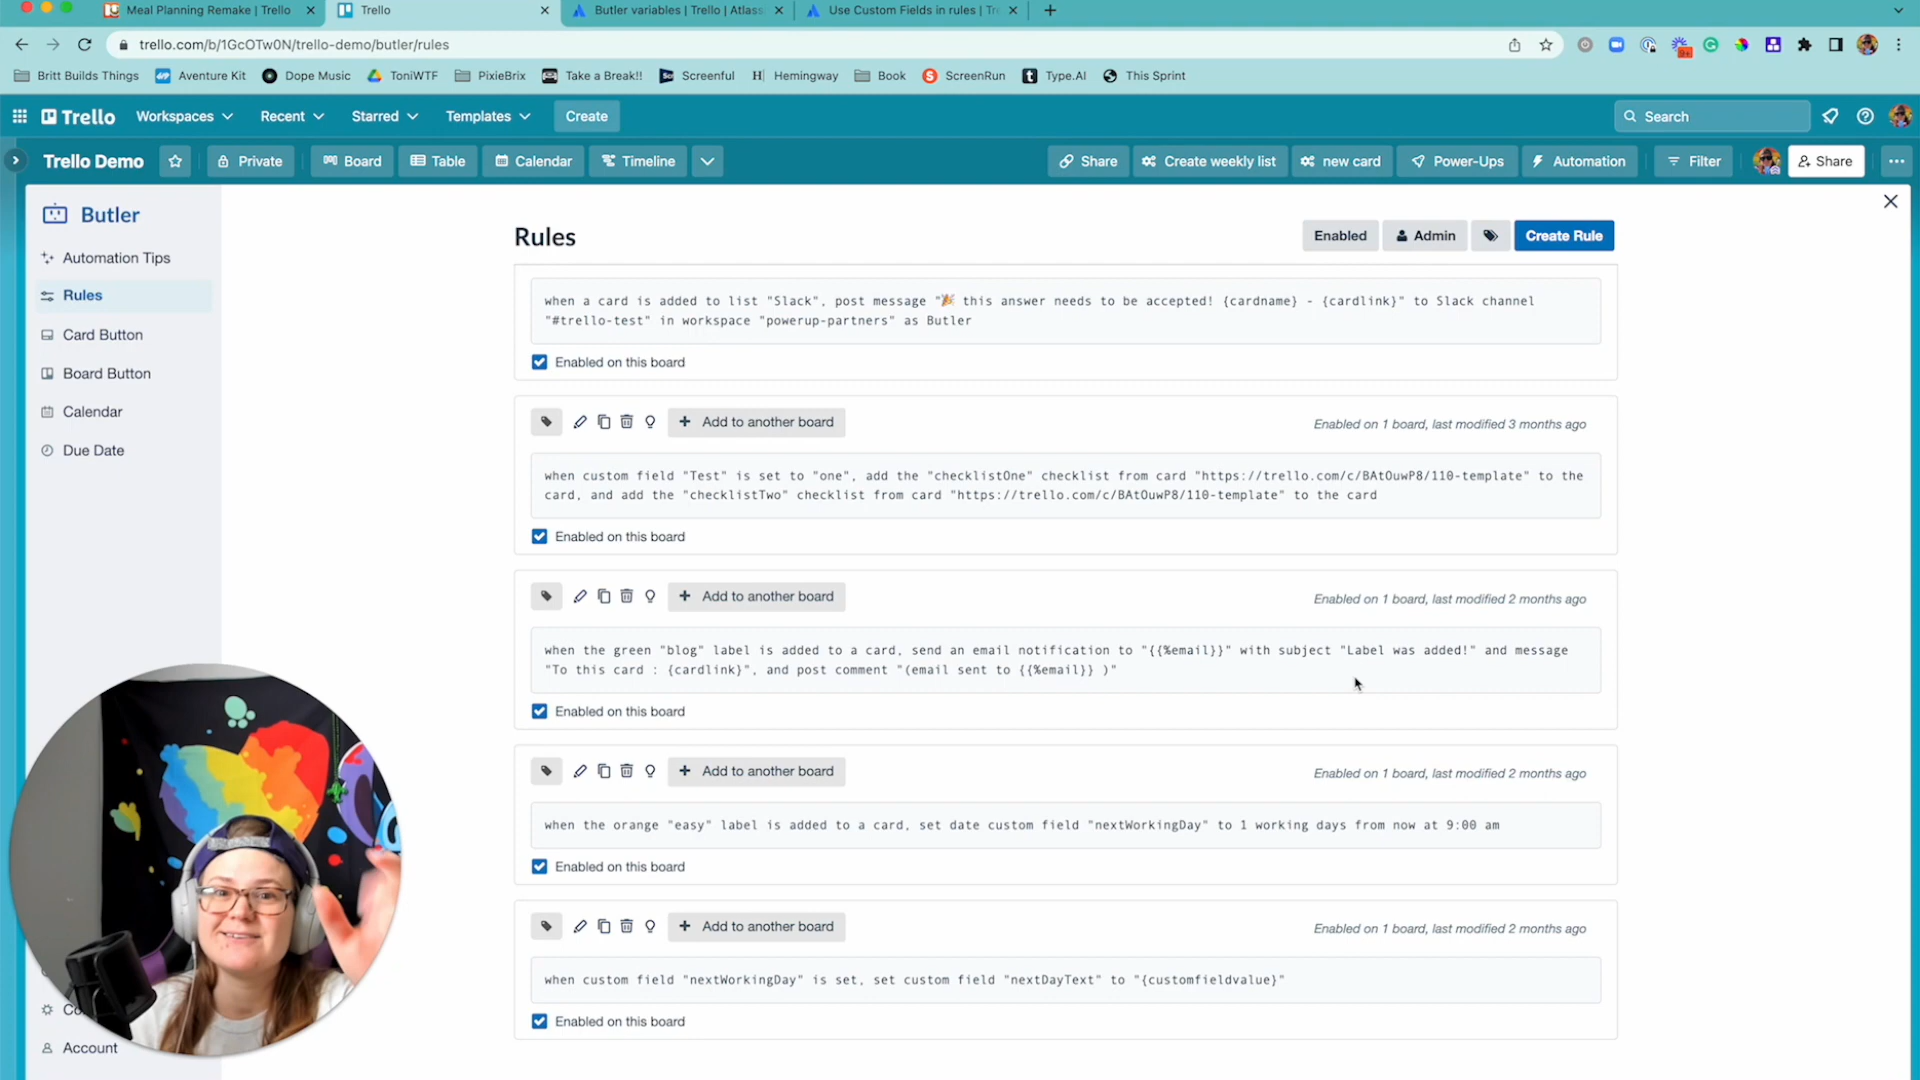 Meal Planning Remake | Trello
Trello
Butler variables | Trello | Atlass
Use Custom Fields in rules | Tre
trello.com/b/1GcOTw0N/trello-demo/butler/rules
Britt Builds Things
Aventure Kit
Dope Music
ToniWTF
PixieBrix
Take a Break!!
Screenful
Hemingway
Book
ScreenRun
Type.AI
This Sprint
Trello
Workspaces
Recent
Starred
Templates
Create
Search
Trello Demo
Private
Board
Table
Calendar
Timeline
Share
Create weekly list
new card
Power-Ups
Automation
Filter
Share
Butler
Automation Tips
Rules
Card Button
Board Button
Calendar
Due Date
Account
Rules
Enabled
Admin
Create Rule
when a card is added to list "Slack", post message "🎉 this answer needs to be accepted! {cardname} - {cardlink}" to Slack channel
"#trello-test" in workspace "powerup-partners" as Butler
Enabled on this board
Add to another board
Enabled on 1 board, last modified 3 months ago
when custom field "Test" is set to "one", add the "checklistOne" checklist from card "https://trello.com/c/BAtOuwP8/110-template" to the
card, and add the "checklistTwo" checklist from card "https://trello.com/c/BAtOuwP8/110-template" to the card
Enabled on this board
Add to another board
Enabled on 1 board, last modified 2 months ago
when the green "blog" label is added to a card, send an email notification to "{{%email}}" with subject "Label was added!" and message
"To this card : {cardlink}", and post comment "(email sent to {{%email}} )"
Enabled on this board
Add to another board
Enabled on 1 board, last modified 2 months ago
when the orange "easy" label is added to a card, set date custom field "nextWorkingDay" to 1 working days from now at 9:00 am
Enabled on this board
Add to another board
Enabled on 1 board, last modified 2 months ago
when custom field "nextWorkingDay" is set, set custom field "nextDayText" to "{customfieldvalue}"
Enabled on this board